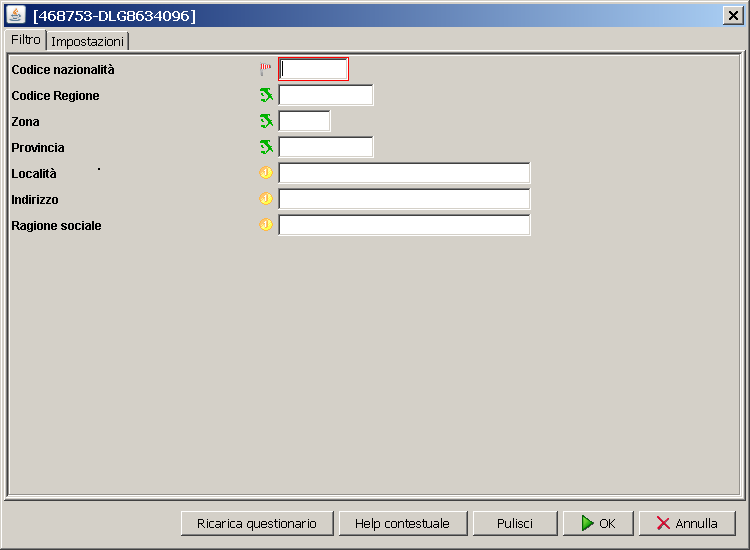 [468753-DLG8634096]
Filtro Impostazioni
Codice nazionalità
Codice Regione
Zona
Provincia
Località
Indirizzo
Ragione sociale
Ricarica questionario Help contestuale Pulisci OK Annulla